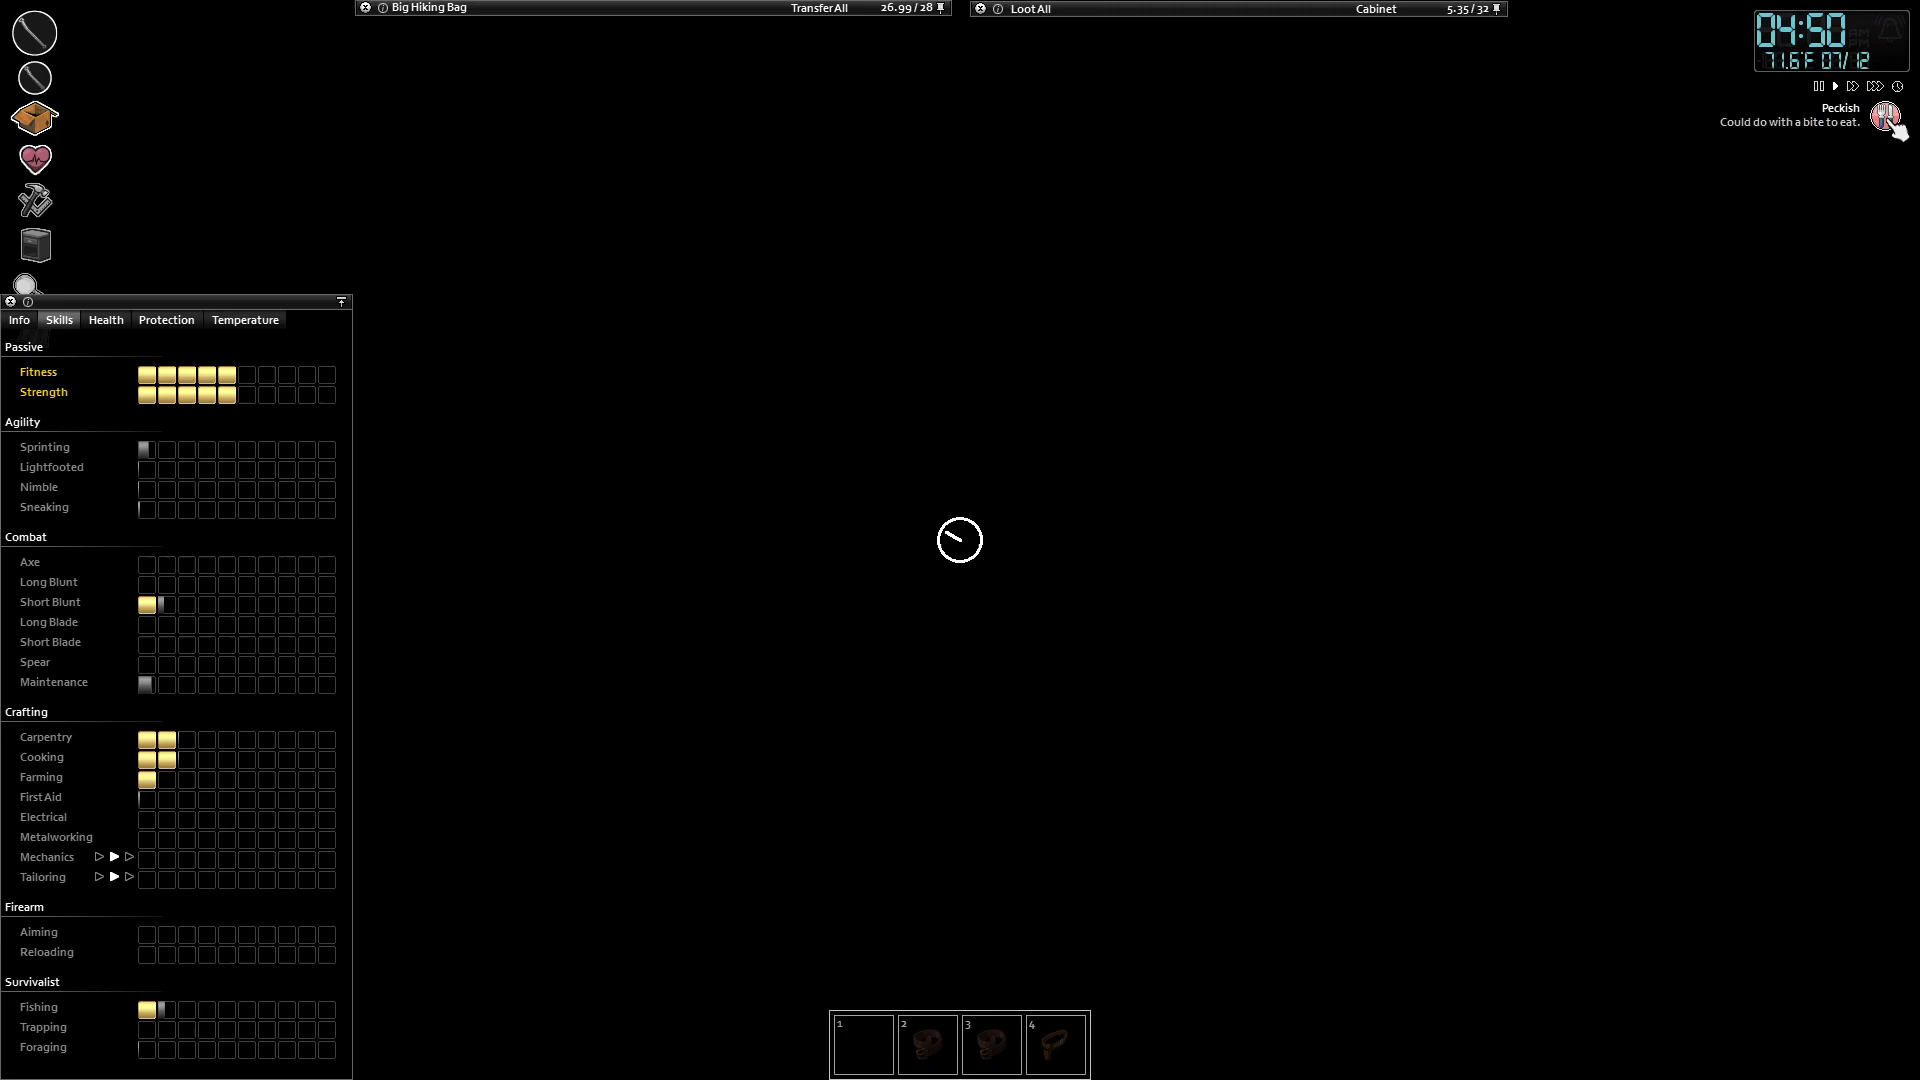 Big Hiking Bag Transfer All 26.99 / 28
Loot All Cabinet 5.35 / 32
04:50
71.6°F 07/12
Peckish
Could do with a bite to eat.
Info Skills Health Protection Temperature
Passive
Fitness
Strength
Agility
Sprinting
Lightfooted
Nimble
Sneaking
Combat
Axe
Long Blunt
Short Blunt
Long Blade
Short Blade
Spear
Maintenance
Crafting
Carpentry
Cooking
Farming
First Aid
Electrical
Metalworking
Mechanics
Tailoring
Firearm
Aiming
Reloading
Survivalist
Fishing
Trapping
Foraging
1 2 3 4